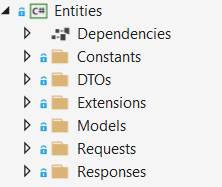 C# Entities
Dependencies
Constants
DTOs
Extensions
Models
Requests
Responses